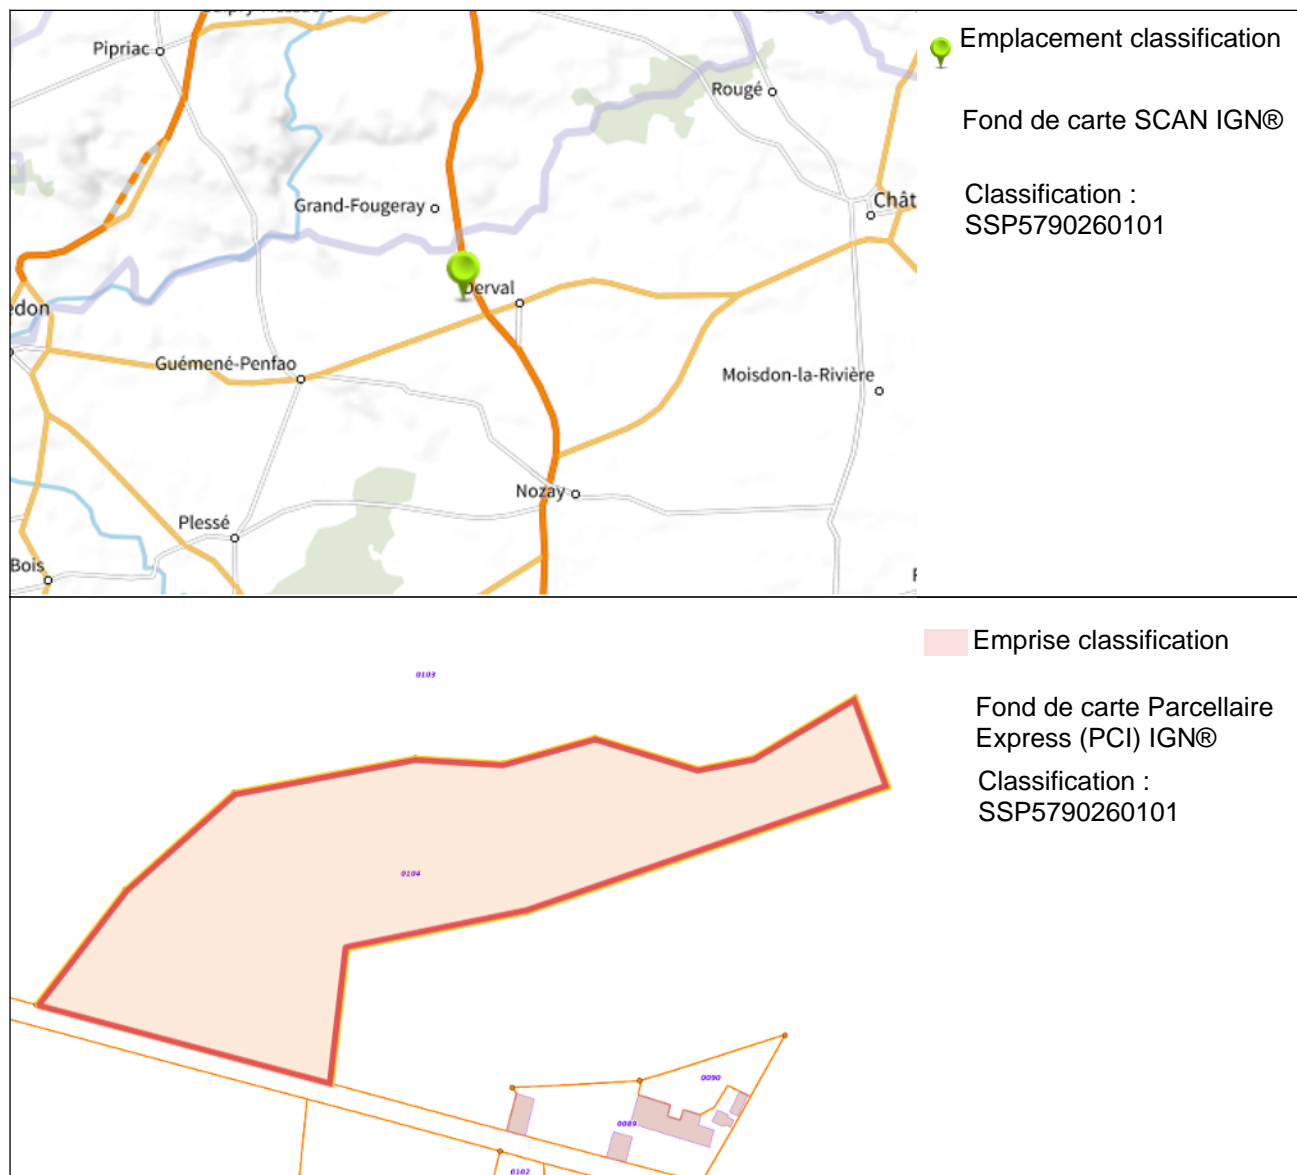 Pipriac
Rougé
Grand-Fougeray
Chât
Derval
edon
Guémené-Penfao
Moisdon-la-Rivière
Nozay
Plessé
Bois
Emplacement classification
Fond de carte SCAN IGN®
Classification :
SSP5790260101
0103
0104
0090
0089
0102
Emprise classification
Fond de carte Parcellaire
Express (PCI) IGN®
Classification :
SSP5790260101